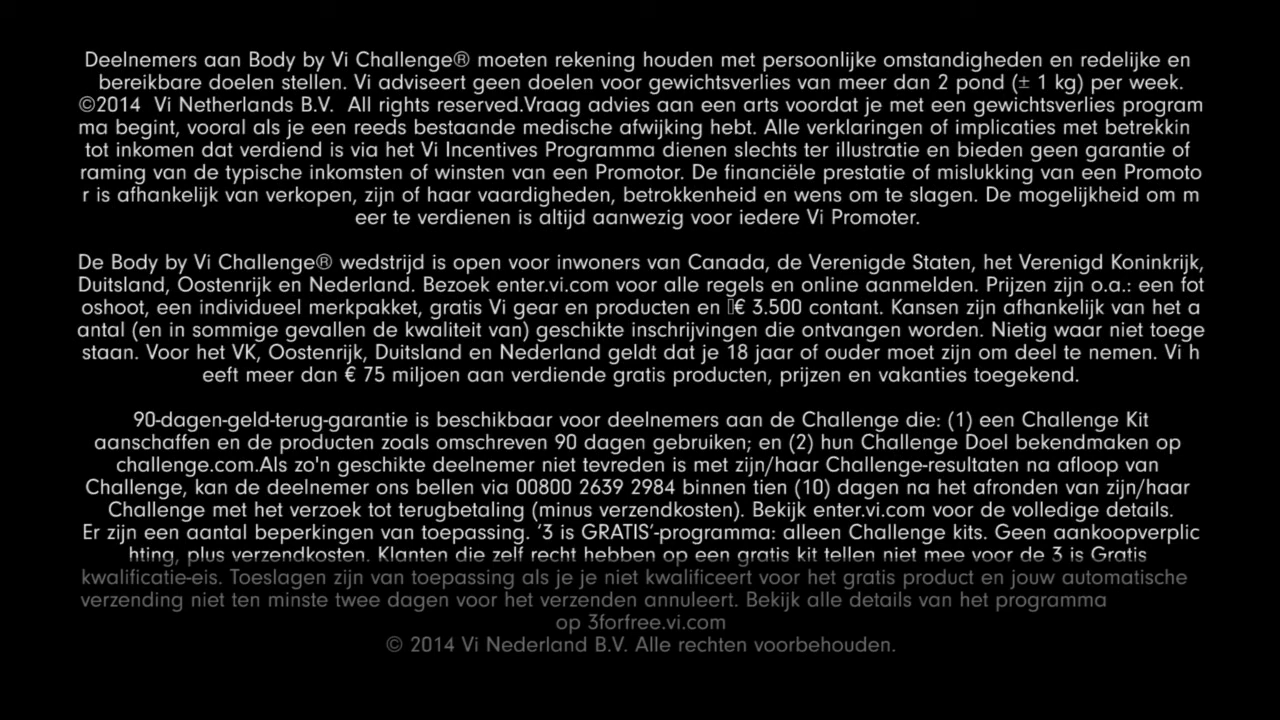 Deelnemers aan Body by Vi Challenge® moeten rekening houden met persoonlijke omstandigheden en redelijke en
bereikbare doelen stellen. Vi adviseert geen doelen voor gewichtsverlies van meer dan 2 pond (± 1 kg) per week.
©2014 Vi Netherlands B.V. All rights reserved.Vraag advies aan een arts voordat je met een gewichtsverlies program
ma begint, vooral als je een reeds bestaande medische afwijking hebt. Alle verklaringen of implicaties met betrekkin
tot inkomen dat verdiend is via het Vi Incentives Programma dienen slechts ter illustratie en bieden geen garantie of
raming van de typische inkomsten of winsten van een Promotor. De financiële prestatie of mislukking van een Promoto
r is afhankelijk van verkopen, zijn of haar vaardigheden, betrokkenheid en wens om te slagen. De mogelijkheid om m
eer te verdienen is altijd aanwezig voor iedere Vi Promoter.
De Body by Vi Challenge® wedstrijd is open voor inwoners van Canada, de Verenigde Staten, het Verenigd Koninkrijk,
Duitsland, Oostenrijk en Nederland. Bezoek enter.vi.com voor alle regels en online aanmelden. Prijzen zijn o.a.: een fot
oshoot, een individueel merkpakket, gratis Vi gear en producten en € 3.500 contant. Kansen zijn afhankelijk van het a
antal (en in sommige gevallen de kwaliteit van) geschikte inschrijvingen die ontvangen worden. Nietig waar niet toege
staan. Voor het VK, Oostenrijk, Duitsland en Nederland geldt dat je 18 jaar of ouder moet zijn om deel te nemen. Vi h
eeft meer dan € 75 miljoen aan verdiende gratis producten, prijzen en vakanties toegekend.
90-dagen-geld-terug-garantie is beschikbaar voor deelnemers aan de Challenge die: (1) een Challenge Kit
aanschaffen en de producten zoals omschreven 90 dagen gebruiken; en (2) hun Challenge Doel bekendmaken op
challenge.com.Als zo'n geschikte deelnemer niet tevreden is met zijn/haar Challenge-resultaten na afloop van
Challenge, kan de deelnemer ons bellen via 00800 2639 2984 binnen tien (10) dagen na het afronden van zijn/haar
Challenge met het verzoek tot terugbetaling (minus verzendkosten). Bekijk enter.vi.com voor de volledige details.
Er zijn een aantal beperkingen van toepassing. ‘3 is GRATIS’-programma: alleen Challenge kits. Geen aankoopverplic
hting, plus verzendkosten. Klanten die zelf recht hebben op een gratis kit tellen niet mee voor de 3 is Gratis
kwalificatie-eis. Toeslagen zijn van toepassing als je je niet kwalificeert voor het gratis product en jouw automatische
verzending niet ten minste twee dagen voor het verzenden annuleert. Bekijk alle details van het programma
op 3forfree.vi.com
© 2014 Vi Nederland B.V. Alle rechten voorbehouden.